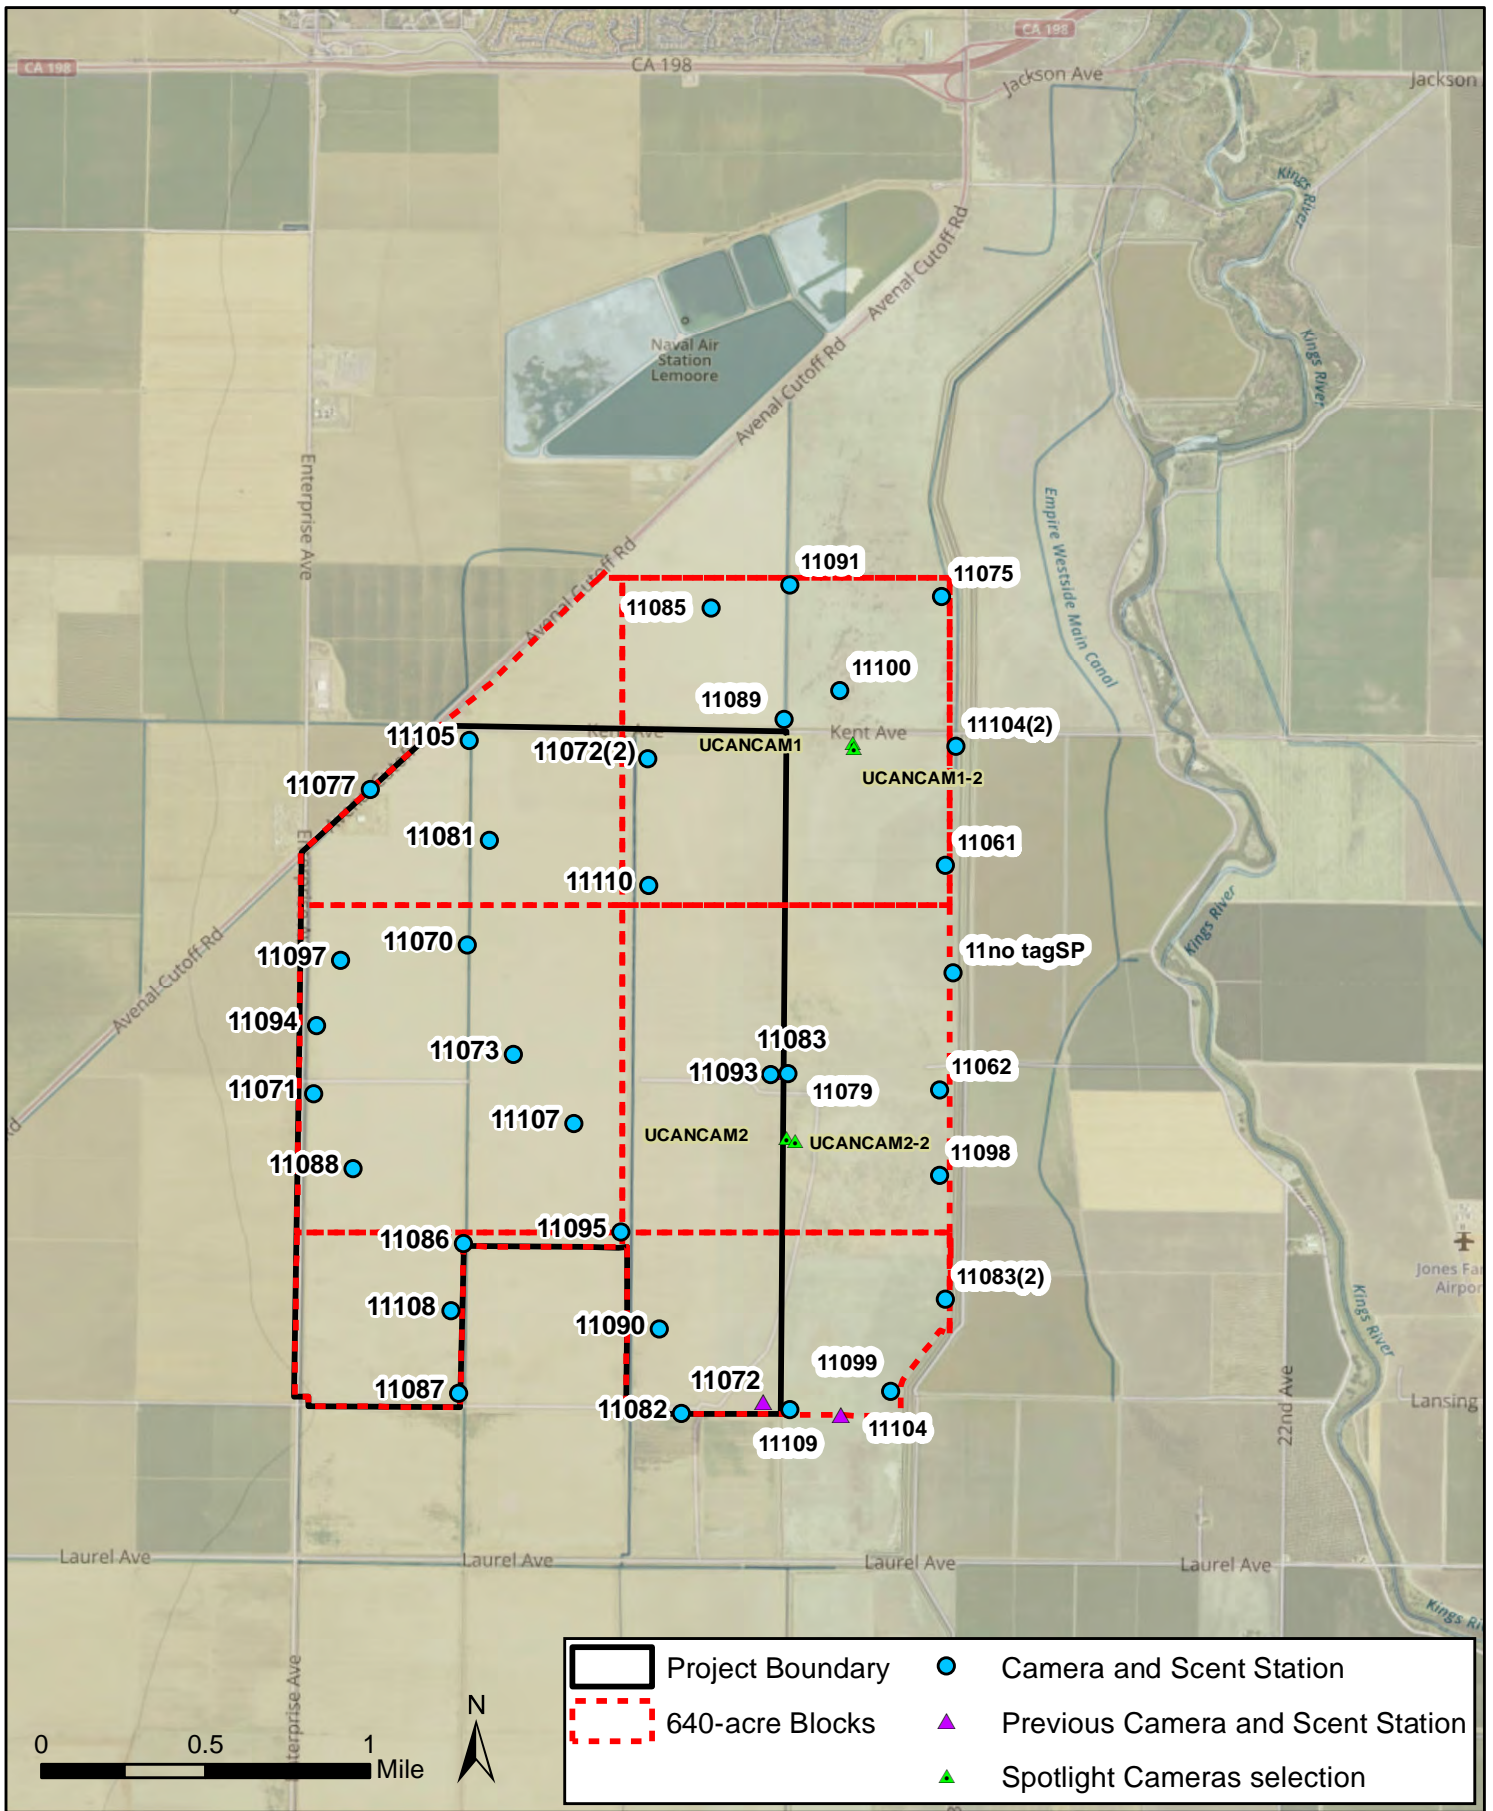 CA 198
CA 198
CA 198
Jackson Ave
Jackson
Kings
River
Avenal Cutoff Rd
Naval Air
Station
Lemoore
Kings River
Avenal Cutoff Rd
Enterprise Ave
Empire Westside Main Canal
Avenal Cutoff Rd
11091
11075
11085
11100
11089
11105
Kent Ave
11104(2)
11072(2)
UCANCAM1
UCANCAM1-2
11077
11081
11061
11110
Kings River
11070
11no tagSP
11097
Avenal Cutoff Rd
11094
11083
11073
11093
11062
11071
11079
Rd
11107
UCANCAM2
UCANCAM2-2
11098
11088
11095
11086
Jones Fa
Airpor
11083(2)
11108
11090
Kings River
11099
11072
11087
22nd Ave
Lansing
11082
11104
11109
Laurel Ave
Laurel Ave
Laurel Ave
Laurel Ave
Kings Ri
Enterprise Ave
N
0
0.5
1
Mile
Project Boundary
Camera and Scent Station
640-acre Blocks
Previous Camera and Scent Station
Spotlight Cameras selection